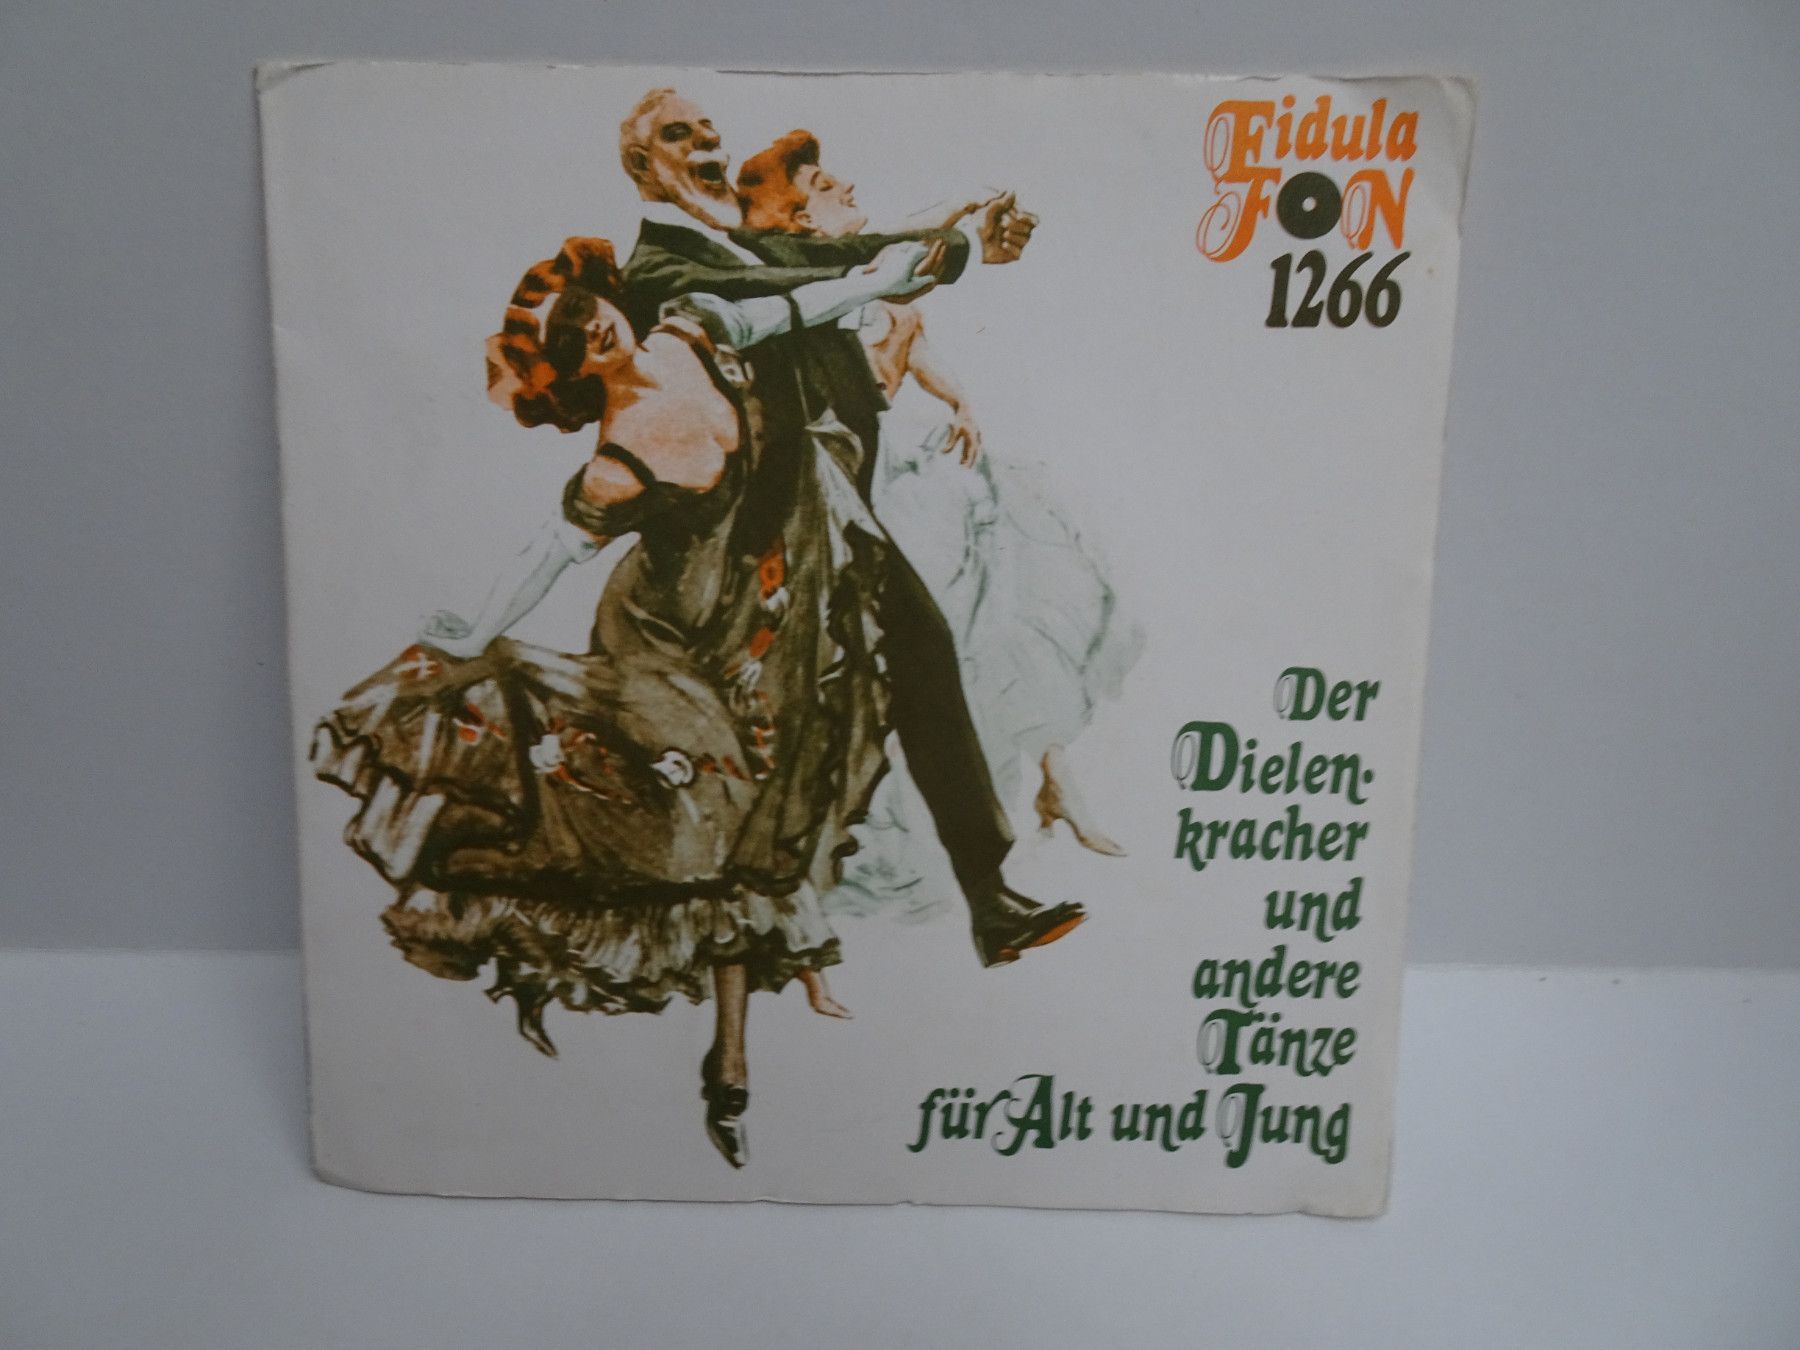 Fidula
FON
1266
Der
Dielen-
kracher
und
andere
Tänze
für Alt und Jung